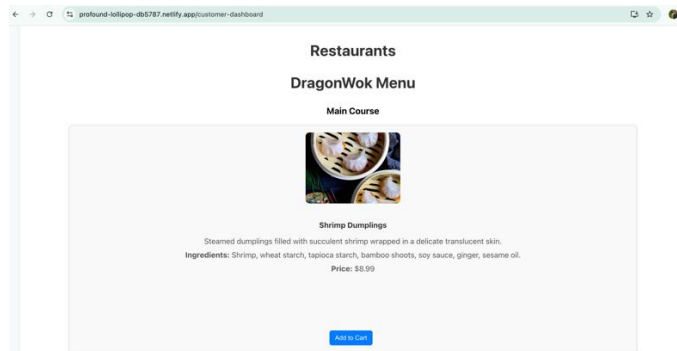 profound-lollipop-db5787.netlify.app/customer-dashboard
Restaurants
DragonWok Menu
Main Course
Shrimp Dumplings
Steamed dumplings filled with succulent shrimp wrapped in a delicate translucent skin.
Ingredients: Shrimp, wheat starch, tapioca starch, bamboo shoots, soy sauce, ginger, sesame oil.
Price: $8.99
Add to Cart